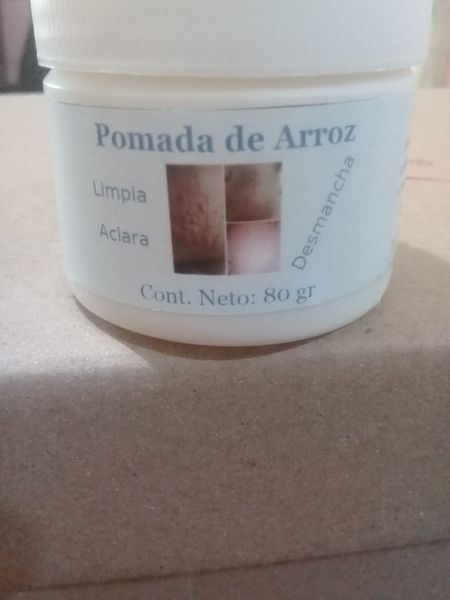 Pomada de Arroz
Limpia
Aclara
Desmancha
Cont. Neto: 80 gr